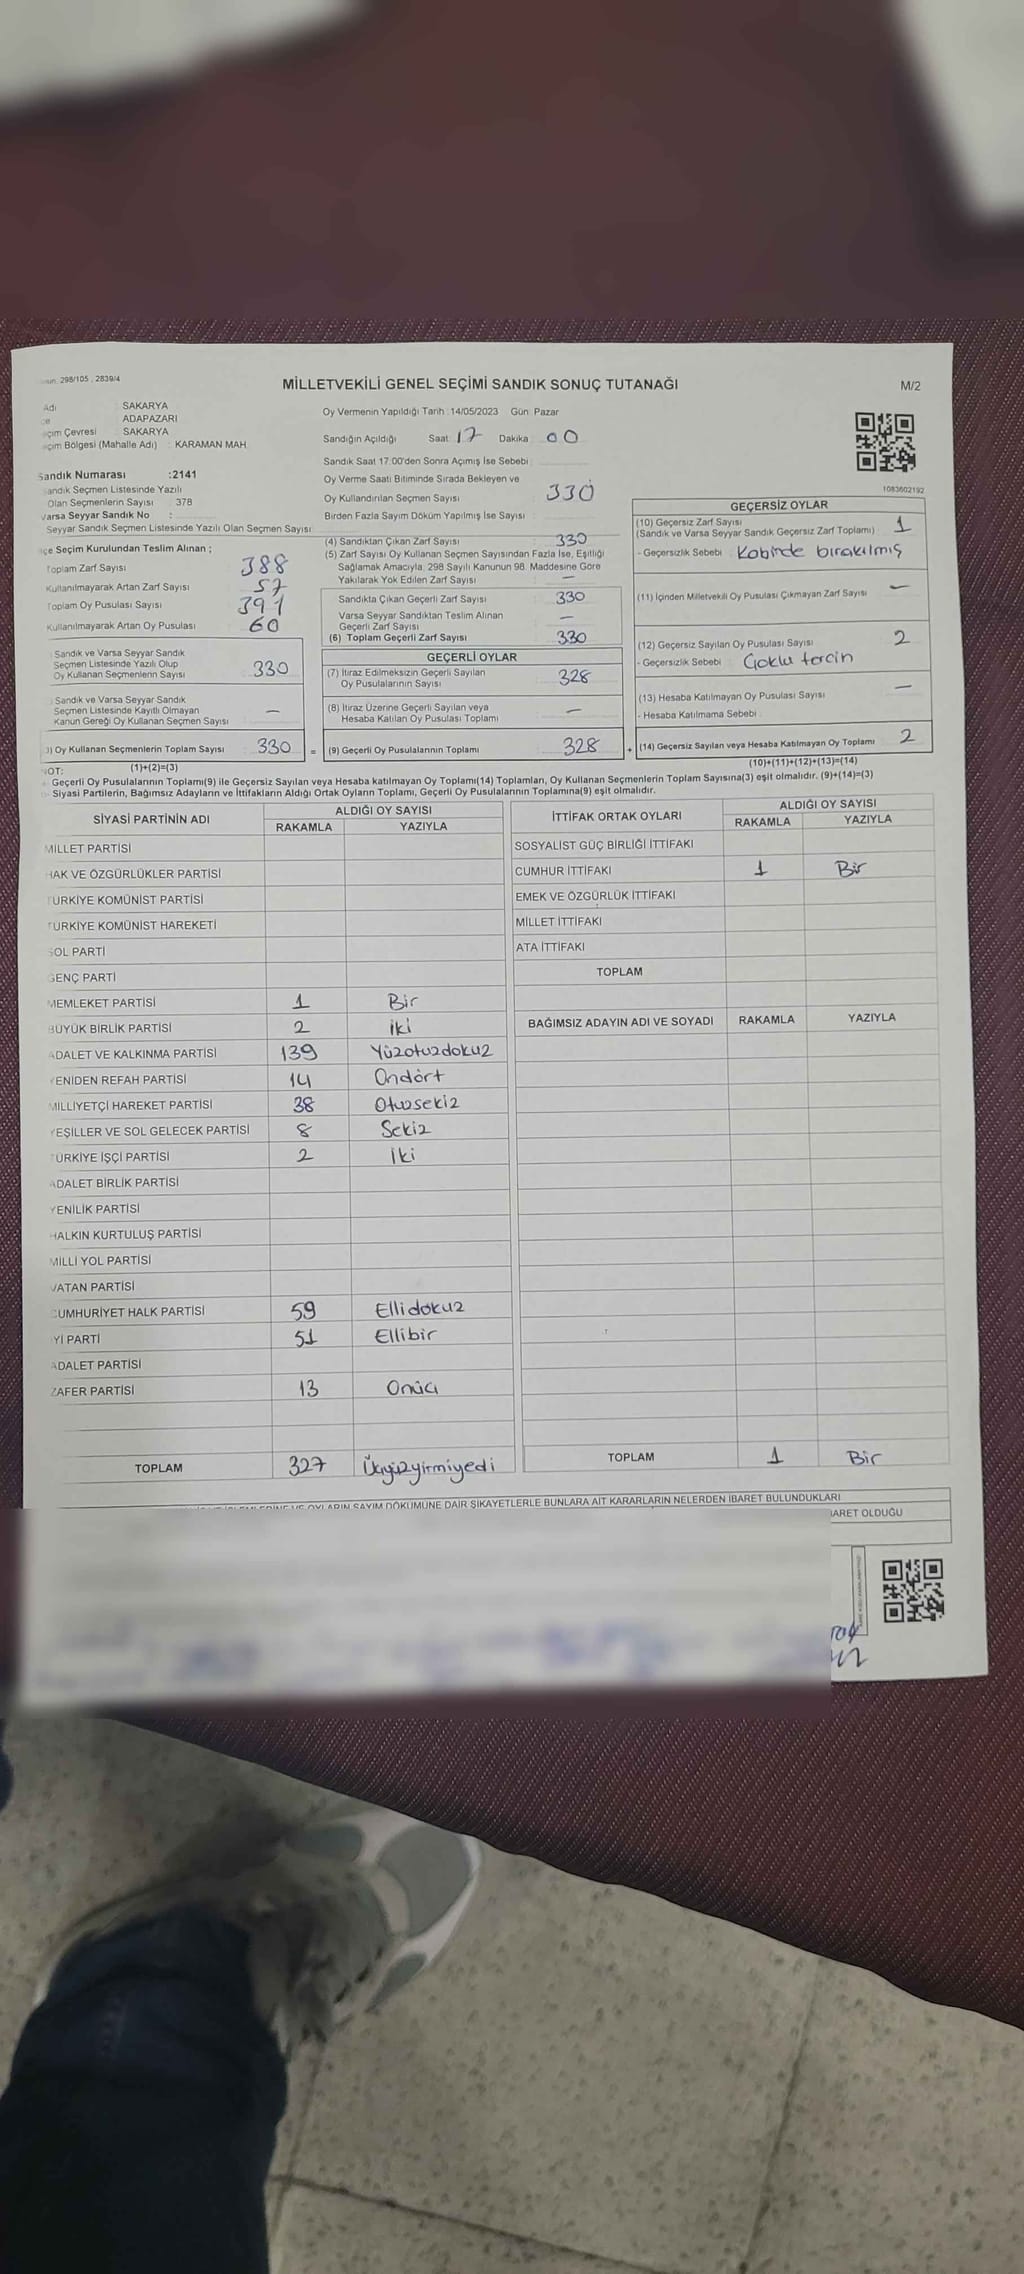 298/105 , 2839/4
MİLLETVEKİLİ GENEL SEÇİMİ SANDIK SONUÇ TUTANAĞI
M/2
Adı SAKARYA
ADAPAZARI
Çevresi SAKARYA
Bölgesi (Mahalle Adı) : KARAMAN MAH.
Oy Vermenin Yapıldığı Tarih :14/05/2023 Gün: Pazar
Sandığın Açıldığı Saat: 17 Dakika : 00
Sandık Saat 17:00'den Sonra Açımış İse Sebebi :
Sandık Numarası :2141
Sandık Seçmen Listesinde Yazılı
Olan Seçmenlerin Sayısı : 378
Varsa Seyyar Sandık No :
Seyyar Sandık Seçmen Listesinde Yazılı Olan Seçmen Sayısı:
Oy Verme Saati Bitiminde Sırada Bekleyen ve
Oy Kullandırılan Seçmen Sayısı : 330
Birden Fazla Sayım Döküm Yapılmış İse Sayısı :
1083602192
Seçim Kurulundan Teslim Alınan ;
Toplam Zarf Sayısı 388
Kullanılmayarak Artan Zarf Sayısı 57
Toplam Oy Pusulası Sayısı 391
Kullanılmayarak Artan Oy Pusulası 60
Sandık ve Varsa Seyyar Sandık
Seçmen Listesinde Yazılı Olup
Oy Kullanan Seçmenlerin Sayısı 330
Sandık ve Varsa Seyyar Sandık
Seçmen Listesinde Kayıtlı Olmayan
Kanun Gereği Oy Kullanan Seçmen Sayısı —
) Oy Kullanan Seçmenlerin Toplam Sayısı 330 =
(1)+(2)=(3)
(4) Sandıktan Çıkan Zarf Sayısı : 330
(5) Zarf Sayısı Oy Kullanan Seçmen Sayısından Fazla İse, Eşitliği
Sağlamak Amacıyla, 298 Sayılı Kanunun 98. Maddesine Göre
Yakılarak Yok Edilen Zarf Sayısı : —
Sandıkta Çıkan Geçerli Zarf Sayısı 330
Varsa Seyyar Sandıktan Teslim Alınan
Geçerli Zarf Sayısı —
(6) Toplam Geçerli Zarf Sayısı 330
GEÇERLİ OYLAR
(7) İtiraz Edilmeksizin Geçerli Sayılan
Oy Pusulalarının Sayısı 328
(8) İtiraz Üzerine Geçerli Sayılan veya
Hesaba Katılan Oy Pusulası Toplamı —
(9) Geçerli Oy Pusulalarının Toplamı 328 +
GEÇERSİZ OYLAR
(10) Geçersiz Zarf Sayısı
(Sandık ve Varsa Seyyar Sandık Geçersiz Zarf Toplamı) 1
- Geçersizlik Sebebi : Kabinde bırakılmış
(11) İçinden Milletvekili Oy Pusulası Çıkmayan Zarf Sayısı —
(12) Geçersiz Sayılan Oy Pusulası Sayısı 2
- Geçersizlik Sebebi : Çoklu tercin
(13) Hesaba Katılmayan Oy Pusulası Sayısı —
- Hesaba Katılmama Sebebi :
(14) Geçersiz Sayılan veya Hesaba Katılmayan Oy Toplamı 2
(10)+(11)+(12)+(13)=(14)
NOT:
Geçerli Oy Pusulalarının Toplamı(9) ile Geçersiz Sayılan veya Hesaba katılmayan Oy Toplamı(14) Toplamları, Oy Kullanan Seçmenlerin Toplam Sayısına(3) eşit olmalıdır. (9)+(14)=(3)
Siyasi Partilerin, Bağımsız Adayların ve İttifakların Aldığı Ortak Oyların Toplamı, Geçerli Oy Pusulalarının Toplamına(9) eşit olmalıdır.
SİYASİ PARTİNİN ADI ALDIĞI OY SAYISI
RAKAMLA YAZIYLA
MİLLET PARTİSİ
HAK VE ÖZGÜRLÜKLER PARTİSİ
TÜRKİYE KOMÜNİST PARTİSİ
TÜRKİYE KOMÜNİST HAREKETİ
SOL PARTİ
GENÇ PARTİ
MEMLEKET PARTİSİ 1 Bir
BÜYÜK BİRLİK PARTİSİ 2 iki
ADALET VE KALKINMA PARTİSİ 139 Yüzotuzdokuz
YENİDEN REFAH PARTİSİ 14 Ondört
MİLLİYETÇİ HAREKET PARTİSİ 38 Otuzsekiz
YEŞİLLER VE SOL GELECEK PARTİSİ 8 Sekiz
TÜRKİYE İŞÇİ PARTİSİ 2 İki
ADALET BİRLİK PARTİSİ
YENİLİK PARTİSİ
HALKIN KURTULUŞ PARTİSİ
MİLLİ YOL PARTİSİ
VATAN PARTİSİ
CUMHURİYET HALK PARTİSİ 59 Ellidokuz
İYİ PARTİ 51 Ellibir
ADALET PARTİSİ
ZAFER PARTİSİ 13 Onüç
TOPLAM 327 Üçyüzyirmiyedi
İTTİFAK ORTAK OYLARI ALDIĞI OY SAYISI
RAKAMLA YAZIYLA
SOSYALİST GÜÇ BİRLİĞİ İTTİFAKI
CUMHUR İTTİFAKI 1 Bir
EMEK VE ÖZGÜRLÜK İTTİFAKI
MİLLET İTTİFAKI
ATA İTTİFAKI
TOPLAM
BAĞIMSIZ ADAYIN ADI VE SOYADI RAKAMLA YAZIYLA
TOPLAM 1 Bir
VE OYLARIN SAYIM DÖKÜMÜNE DAİR ŞİKAYETLERLE BUNLARA AİT KARARLARIN NELERDEN İBARET BULUNDUKLARI
İBARET OLDUĞU